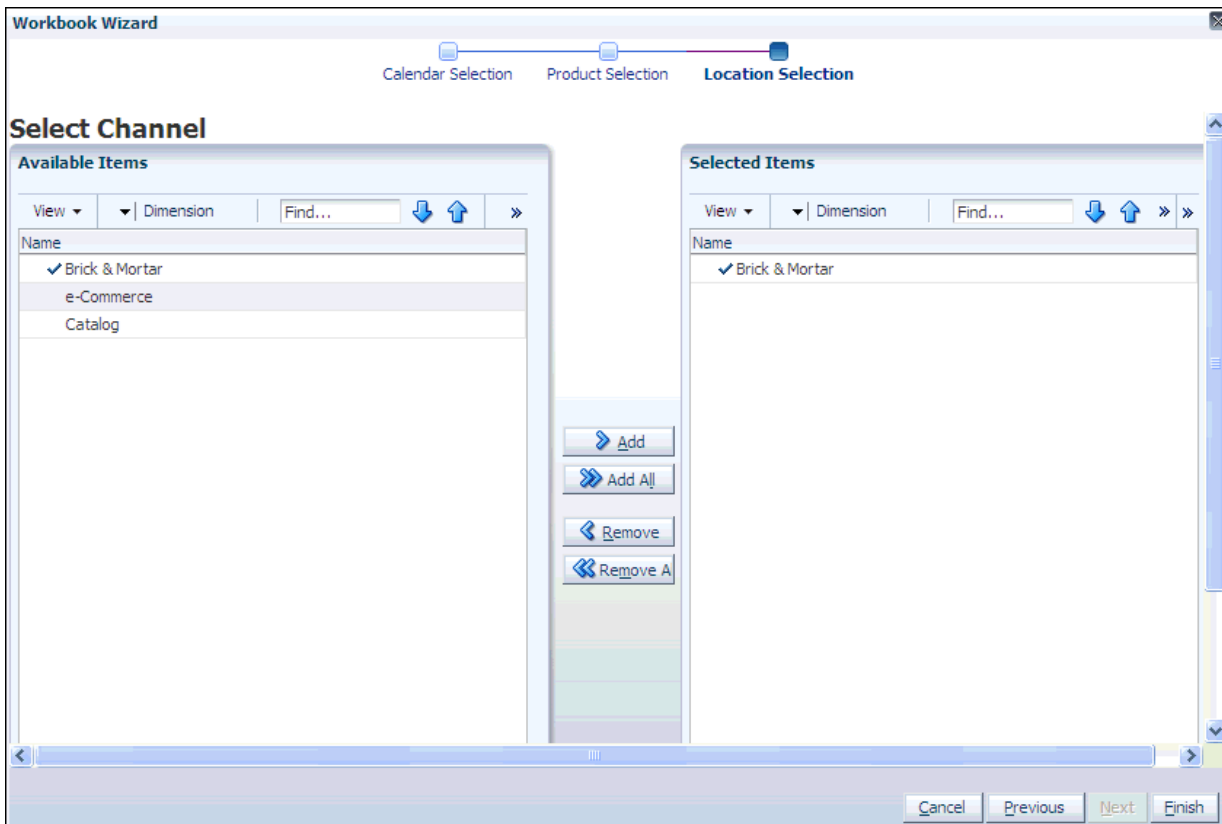 Workbook Wizard
Calendar Selection Product Selection Location Selection
Select Channel
Available Items
View Dimension Find...
Name
Brick & Mortar
e-Commerce
Catalog
Add
Add All
Remove
Remove A
Selected Items
View Dimension Find...
Name
Brick & Mortar
Cancel Previous Next Finish